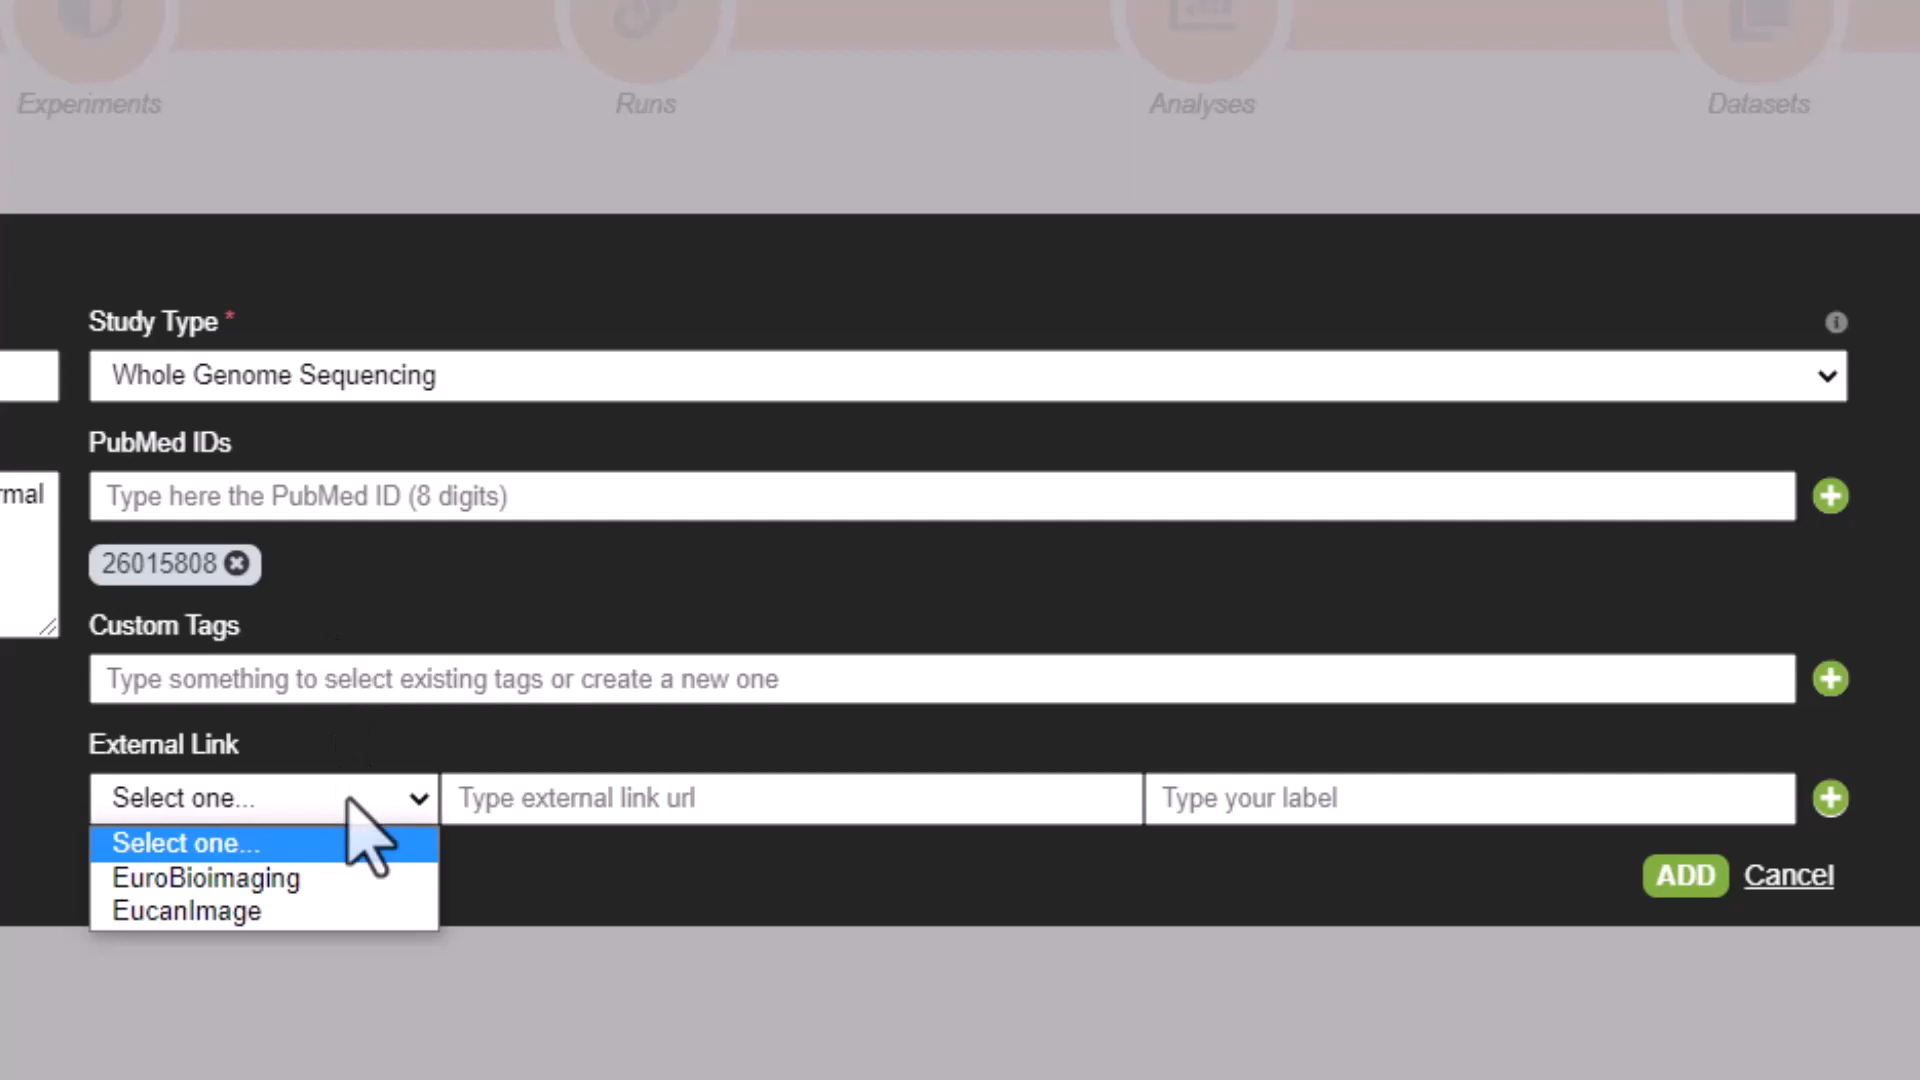 Experiments
Runs
Analyses
Datasets
Study Type *
Whole Genome Sequencing
PubMed IDs
rmal
Type here the PubMed ID (8 digits)
26015808
Custom Tags
Type something to select existing tags or create a new one
External Link
Select one...
Type external link url
Type your label
Select one...
EuroBioimaging
EucanImage
ADD
Cancel